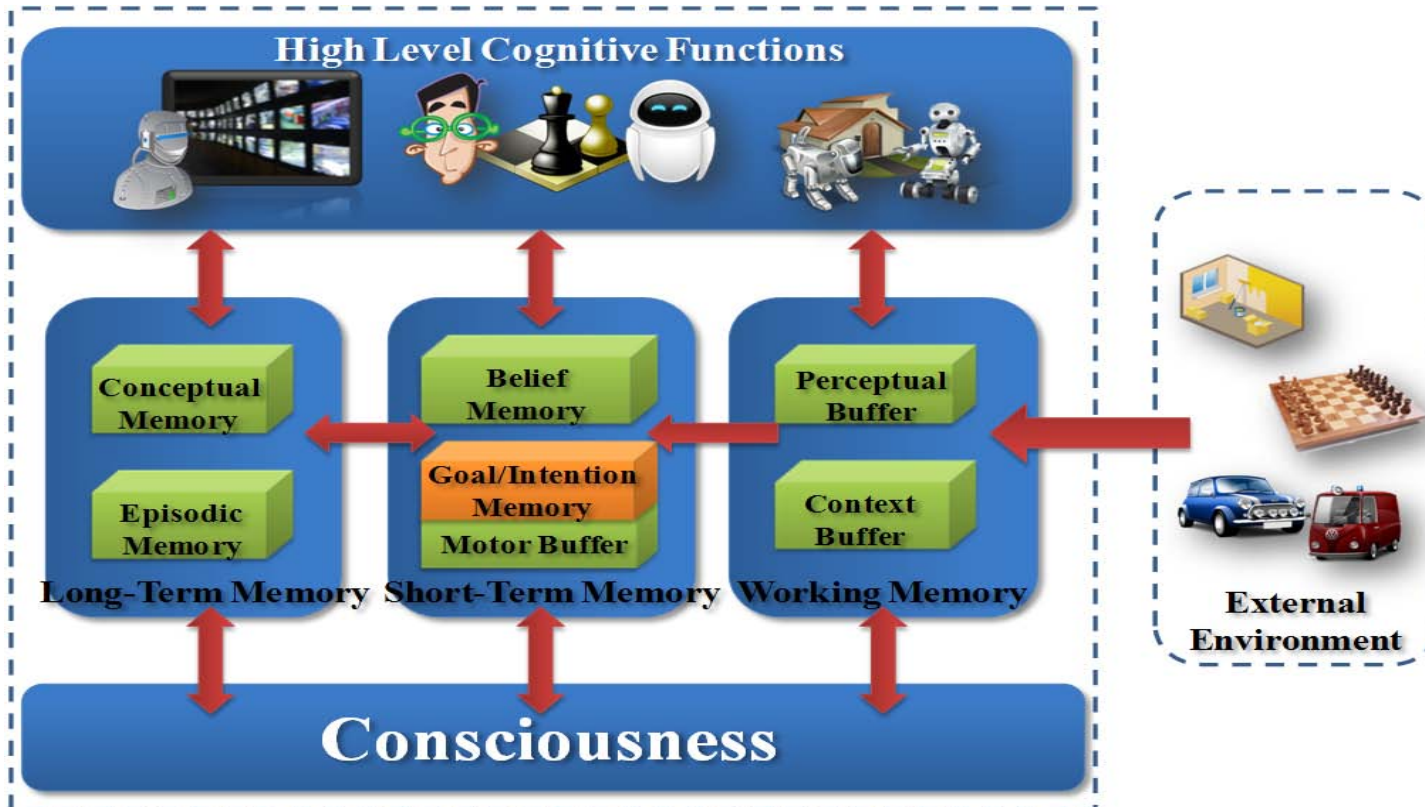 High Level Cognitive Functions
Conceptual
Memory
Episodic
Memory
Long-Term Memory
Belief
Memory
Goal/Intention
Memory
Motor Buffer
Short-Term Memory
Perceptual
Buffer
Context
Buffer
Working Memory
External
Environment
Consciousness